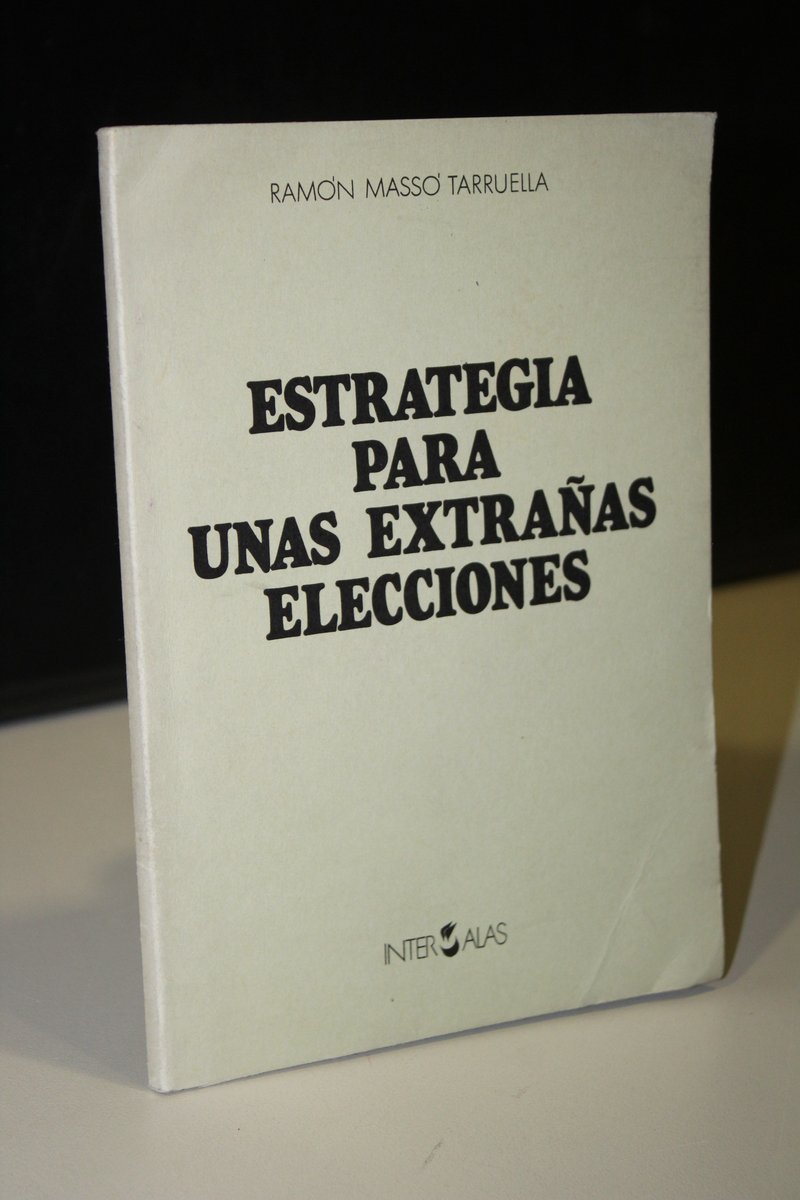 RAMÓN MASSÓ TARRUELLA
ESTRATEGIA
PARA
UNAS EXTRAÑAS
ELECCIONES
INTER ALAS